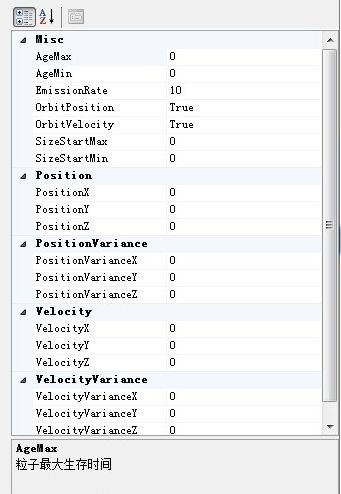 Misc
AgeMax 0
AgeMin 0
EmissionRate 10
OrbitPosition True
OrbitVelocity True
SizeStartMax 0
SizeStartMin 0
Position
PositionX 0
PositionY 0
PositionZ 0
PositionVariance
PositionVarianceX 0
PositionVarianceY 0
PositionVarianceZ 0
Velocity
VelocityX 0
VelocityY 0
VelocityZ 0
VelocityVariance
VelocityVarianceX 0
VelocityVarianceY 0
VelocityVarianceZ 0
AgeMax
粒子最大生存时间